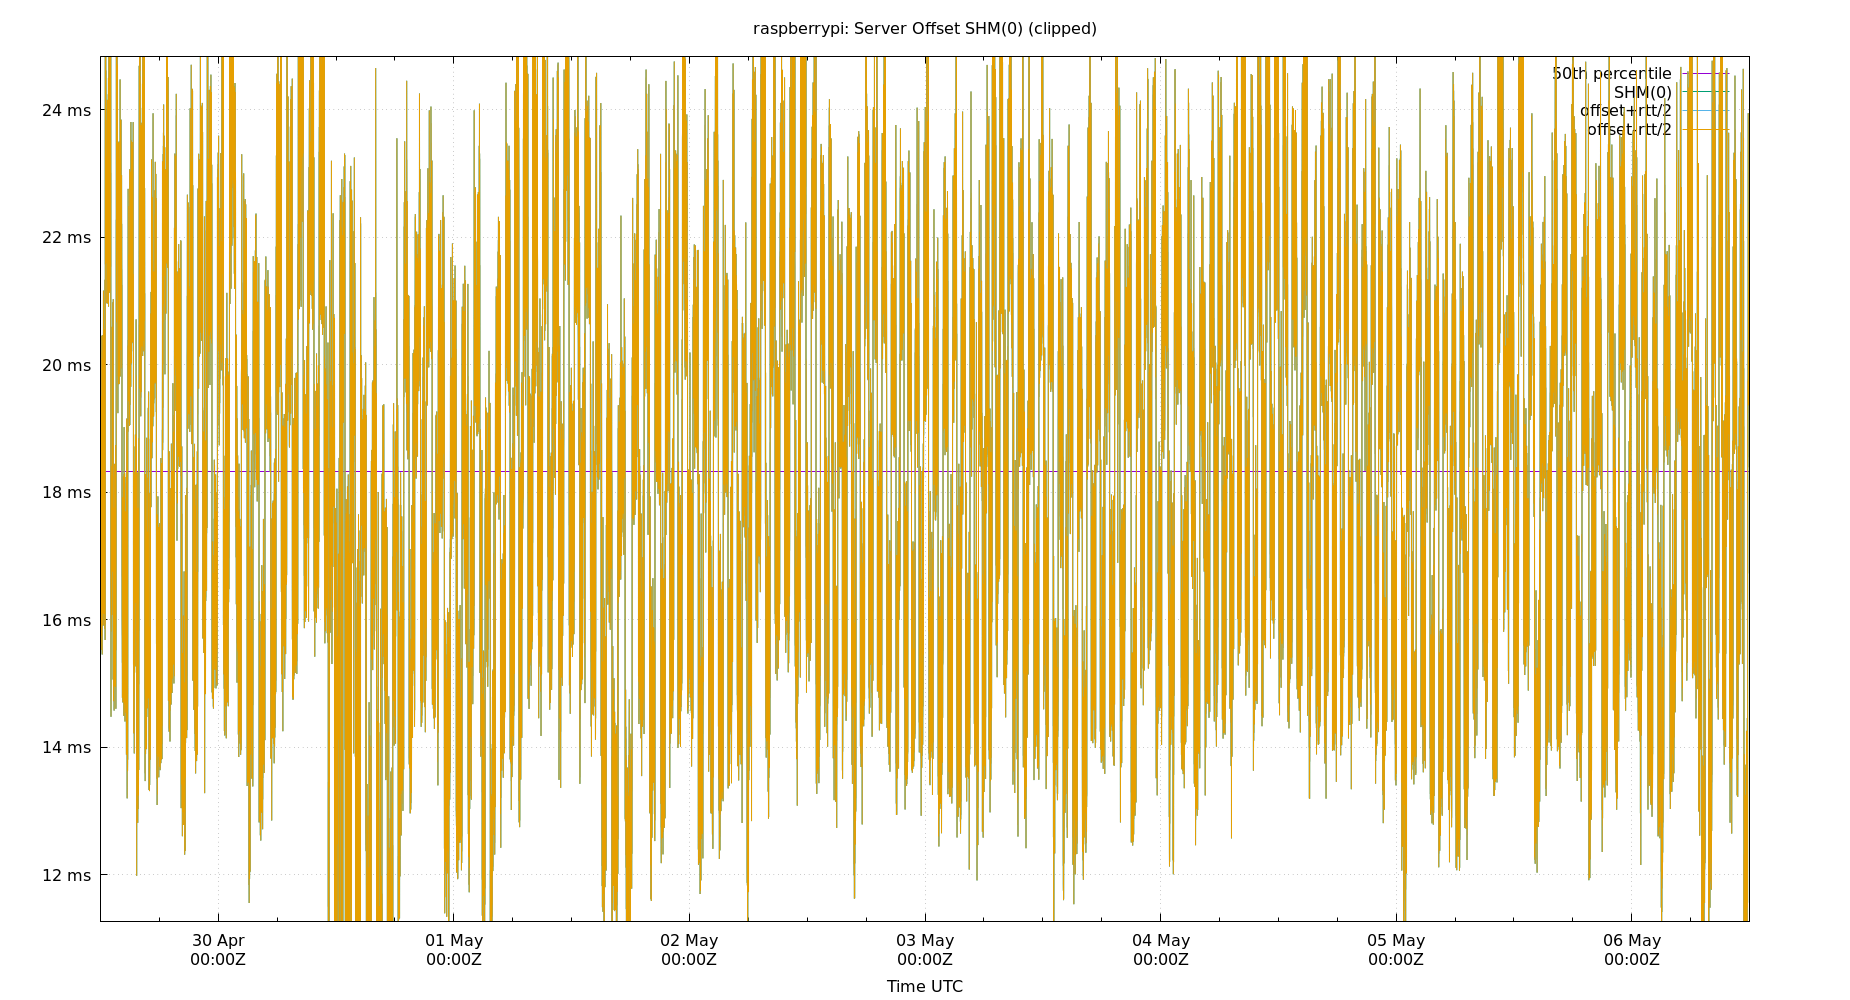 raspberrypi: Server Offset SHM(0) (clipped)
50th percentile
SHM(0)
offset+rtt/2
offset-rtt/2
24 ms
22 ms
20 ms
18 ms
16 ms
14 ms
12 ms
30 Apr 01 May 02 May 03 May 04 May 05 May 06 May
00:00Z 00:00Z 00:00Z 00:00Z 00:00Z 00:00Z 00:00Z
Time UTC